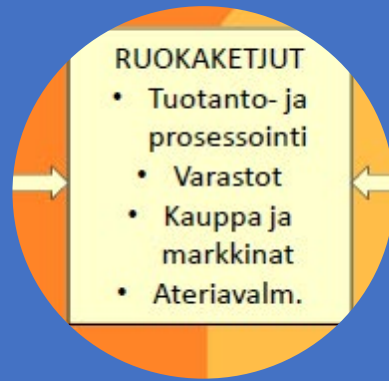 RUOKAKETJUT
• Tuotanto- ja
prosessointi
• Varastot
• Kauppa ja
markkinat
• Ateriavalm.